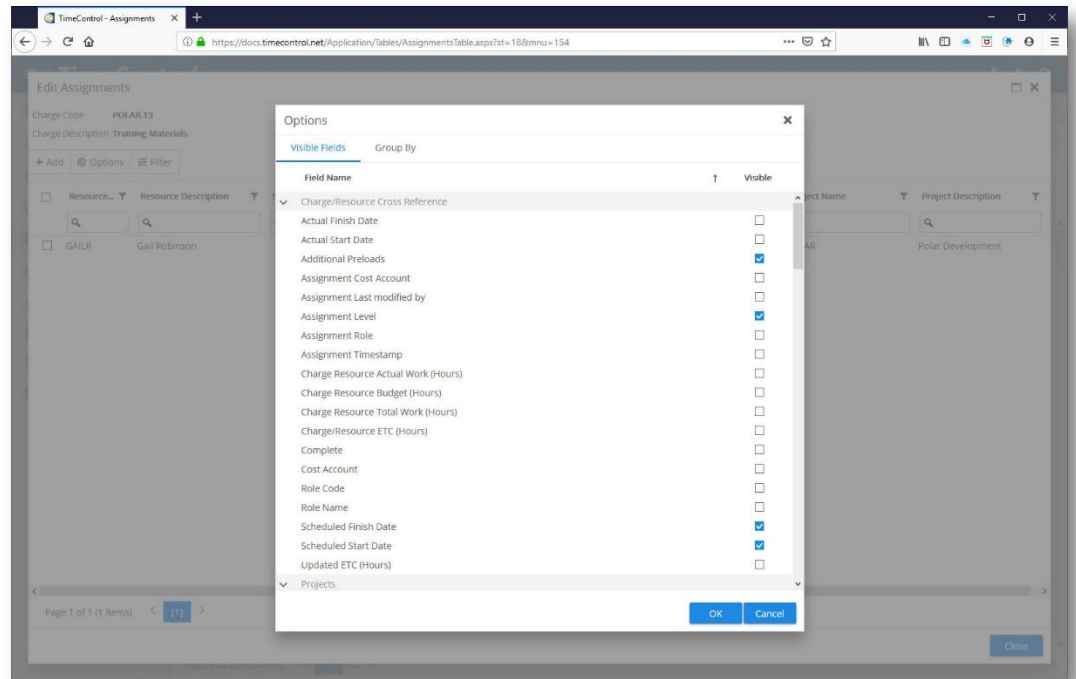 TimeControl - Assignments
https://docs.timecontrol.net/Application/Tables/AssignmentsTable.aspx?st=18&mnu=154
TimeControl
Edit Assignments
Charge Code POLAR.13
Charge Description Training Materials
+ Add Options Filter
Options
Visible Fields Group By
Field Name ↑ Visible
Resource... Resource Description ject Name Project Description
Charge/Resource Cross Reference
Actual Finish Date
Actual Start Date
GAILR Gail Robinson AR Polar Development
Additional Preloads
Assignment Cost Account
Assignment Last modified by
Assignment Level
Assignment Role
Assignment Timestamp
Charge Resource Actual Work (Hours)
Charge Resource Budget (Hours)
Charge Resource Total Work (Hours)
Charge/Resource ETC (Hours)
Complete
Cost Account
Role Code
Role Name
Scheduled Finish Date
Scheduled Start Date
Updated ETC (Hours)
Projects
Page 1 of 1 (1 items) [1]
OK Cancel
Close